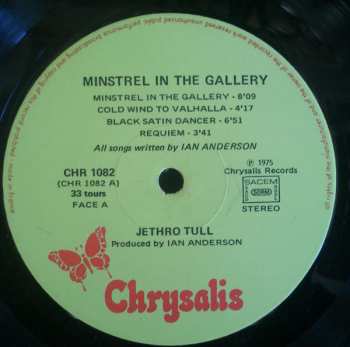 MINSTREL IN THE GALLERY
MINSTREL IN THE GALLERY - 8'09
COLD WIND TO VALHALLA - 4'17
BLACK SATIN DANCER - 6'51
REQUIEM - 3'41
All songs written by IAN ANDERSON
CHR 1082
(CHR 1082 A)
33 tours
FACE A
℗ 1975
Chrysalis Records
SACEM
SDRM
STEREO
JETHRO TULL
Produced by IAN ANDERSON
Chrysalis